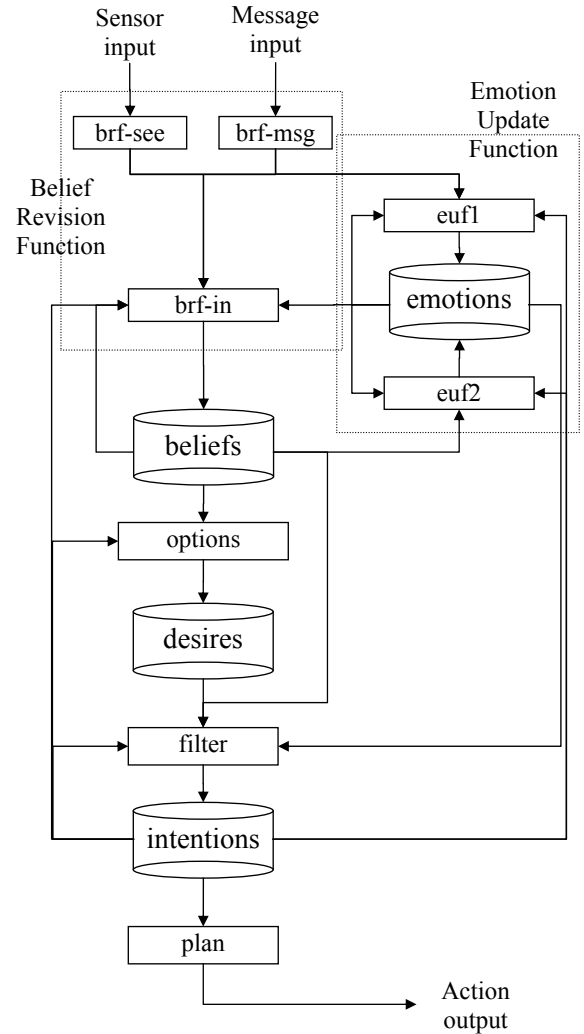 Sensor
input
Message
input
Emotion
Update
Function
brf-see
brf-msg
Belief
Revision
Function
euf1
emotions
brf-in
euf2
beliefs
options
desires
filter
intentions
plan
Action
output